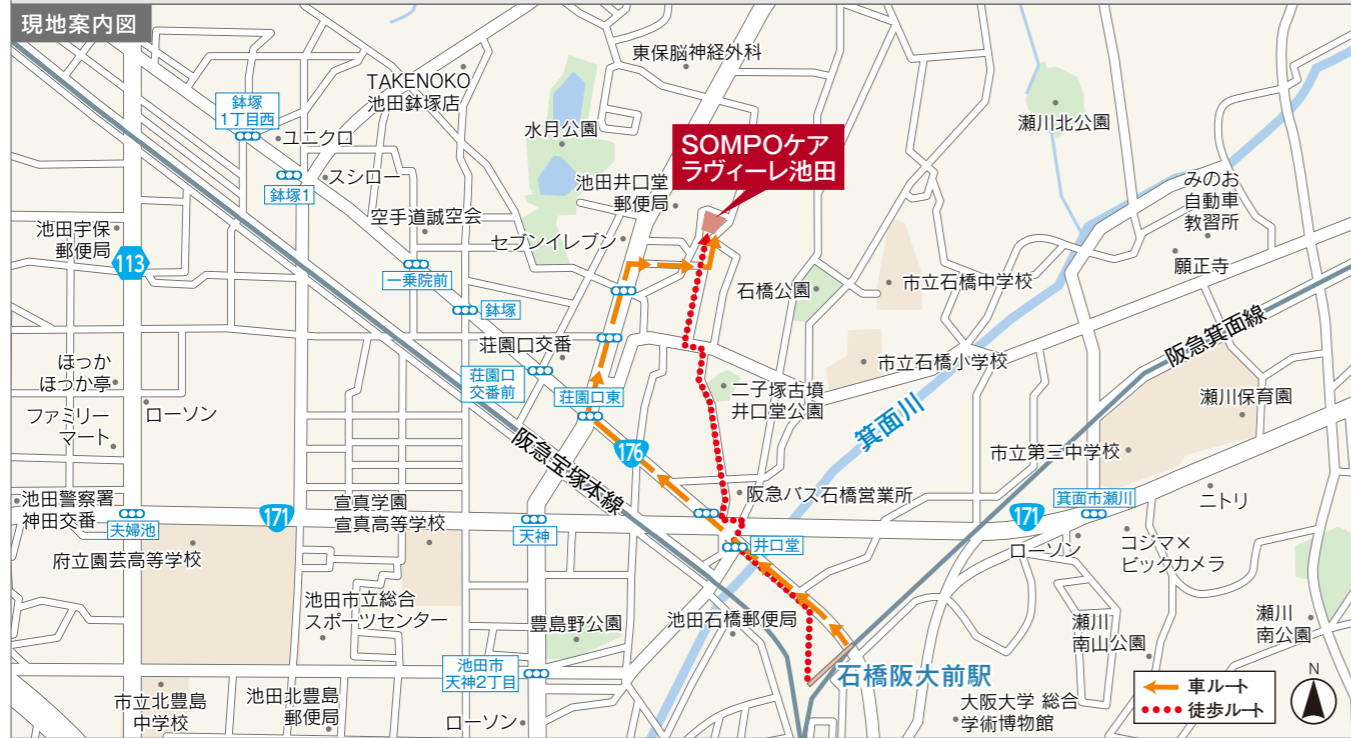 現地案内図
東保脳神経外科
TAKENOKO
池田鉢塚店
鉢塚
1丁目西
ユニクロ
水月公園
瀬川北公園
SOMPOケア
ラヴィーレ池田
鉢塚1
スシロー
池田井口堂
郵便局
みのお
自動車
教習所
空手道誠空会
池田宇保
郵便局
セブンイレブン
113
一乗院前
願正寺
石橋公園
市立石橋中学校
鉢塚
荘園口交番
阪急箕面線
ほっか
ほっか亭
市立石橋小学校
荘園口
交番前
荘園口東
二子塚古墳
井口堂公園
ローソン
ファミリー
マート
瀬川保育園
箕面川
阪急宝塚本線
176
市立第三中学校
池田警察署
神田交番
宣真学園
宣真高等学校
阪急バス石橋営業所
箕面市瀬川
ニトリ
夫婦池
171
天神
171
井口堂
ローソン
コジマ×
ビックカメラ
府立園芸高等学校
池田市立総合
スポーツセンター
豊島野公園
池田石橋郵便局
瀬川
南山公園
瀬川
南公園
池田市
天神2丁目
石橋阪大前駅
市立北豊島
中学校
池田北豊島
郵便局
ローソン
大阪大学 総合
学術博物館
車ルート
徒歩ルート
N